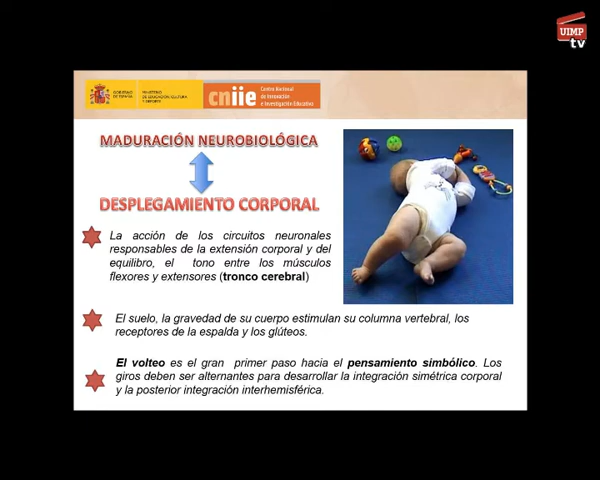 UIMP
tv
GOBIERNO
DE ESPAÑA
MINISTERIO
DE EDUCACIÓN, CULTURA
Y DEPORTE
cniie
Centro Nacional
de Innovación
e Investigación Educativa
MADURACIÓN NEUROBIOLÓGICA
DESPLEGAMIENTO CORPORAL
La acción de los circuitos neuronales
responsables de la extensión corporal y del
equilibro, el tono entre los músculos
flexores y extensores (tronco cerebral)
El suelo, la gravedad de su cuerpo estimulan su columna vertebral, los
receptores de la espalda y los glúteos.
El volteo es el gran primer paso hacia el pensamiento simbólico. Los
giros deben ser alternantes para desarrollar la integración simétrica corporal
y la posterior integración interhemisférica.